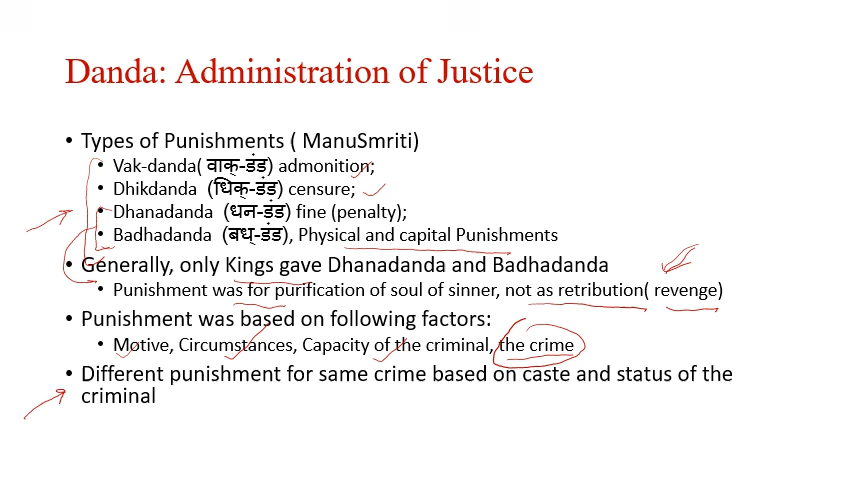 Danda: Administration of Justice
• Types of Punishments ( ManuSmriti)
• Vak-danda( वाक्-डंड) admonition;
• Dhikdanda (धिक्-डंड) censure;
• Dhanadanda (धन-डंड) fine (penalty);
• Badhadanda (बध्-डंड), Physical and capital Punishments
• Generally, only Kings gave Dhanadanda and Badhadanda
• Punishment was for purification of soul of sinner, not as retribution( revenge)
• Punishment was based on following factors:
• Motive, Circumstances, Capacity of the criminal, the crime
• Different punishment for same crime based on caste and status of the
criminal